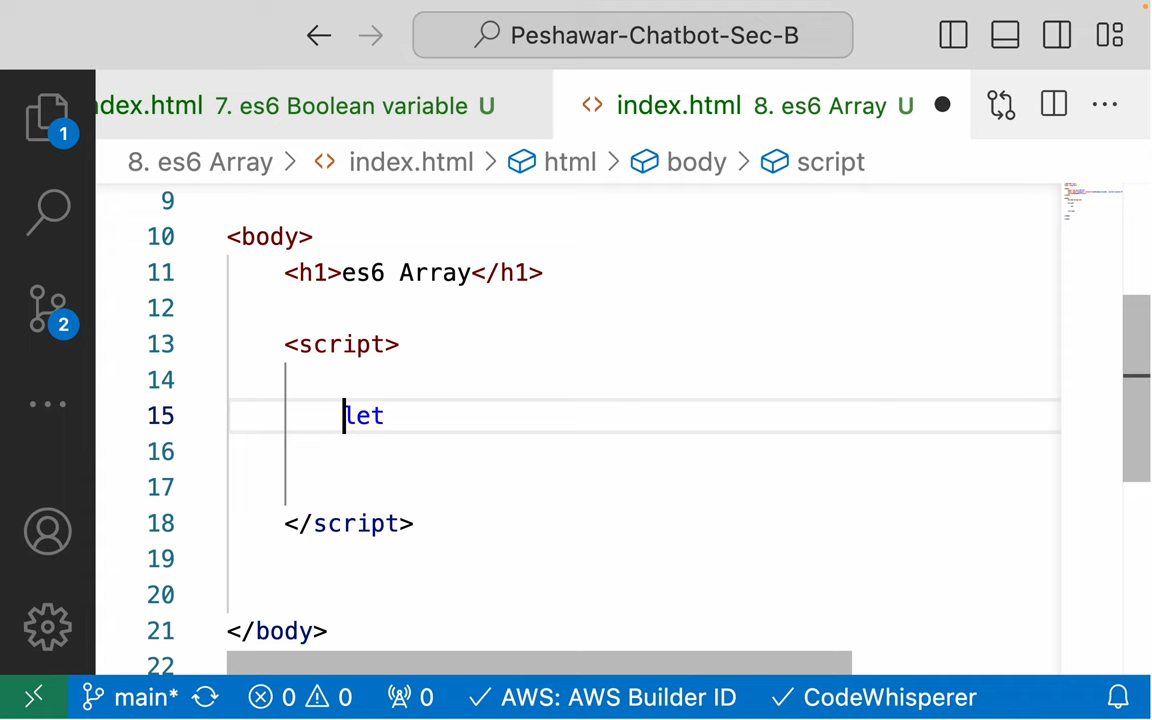 Peshawar-Chatbot-Sec-B
ndex.html 7. es6 Boolean variable U
index.html 8. es6 Array U
8. es6 Array > index.html > html > body > script
1
2
9
10 <body>
11 <h1>es6 Array</h1>
12
13 <script>
14
15 let
16
17
18 </script>
19
20
21 </body>
22
main* 0 0 0 AWS: AWS Builder ID CodeWhisperer